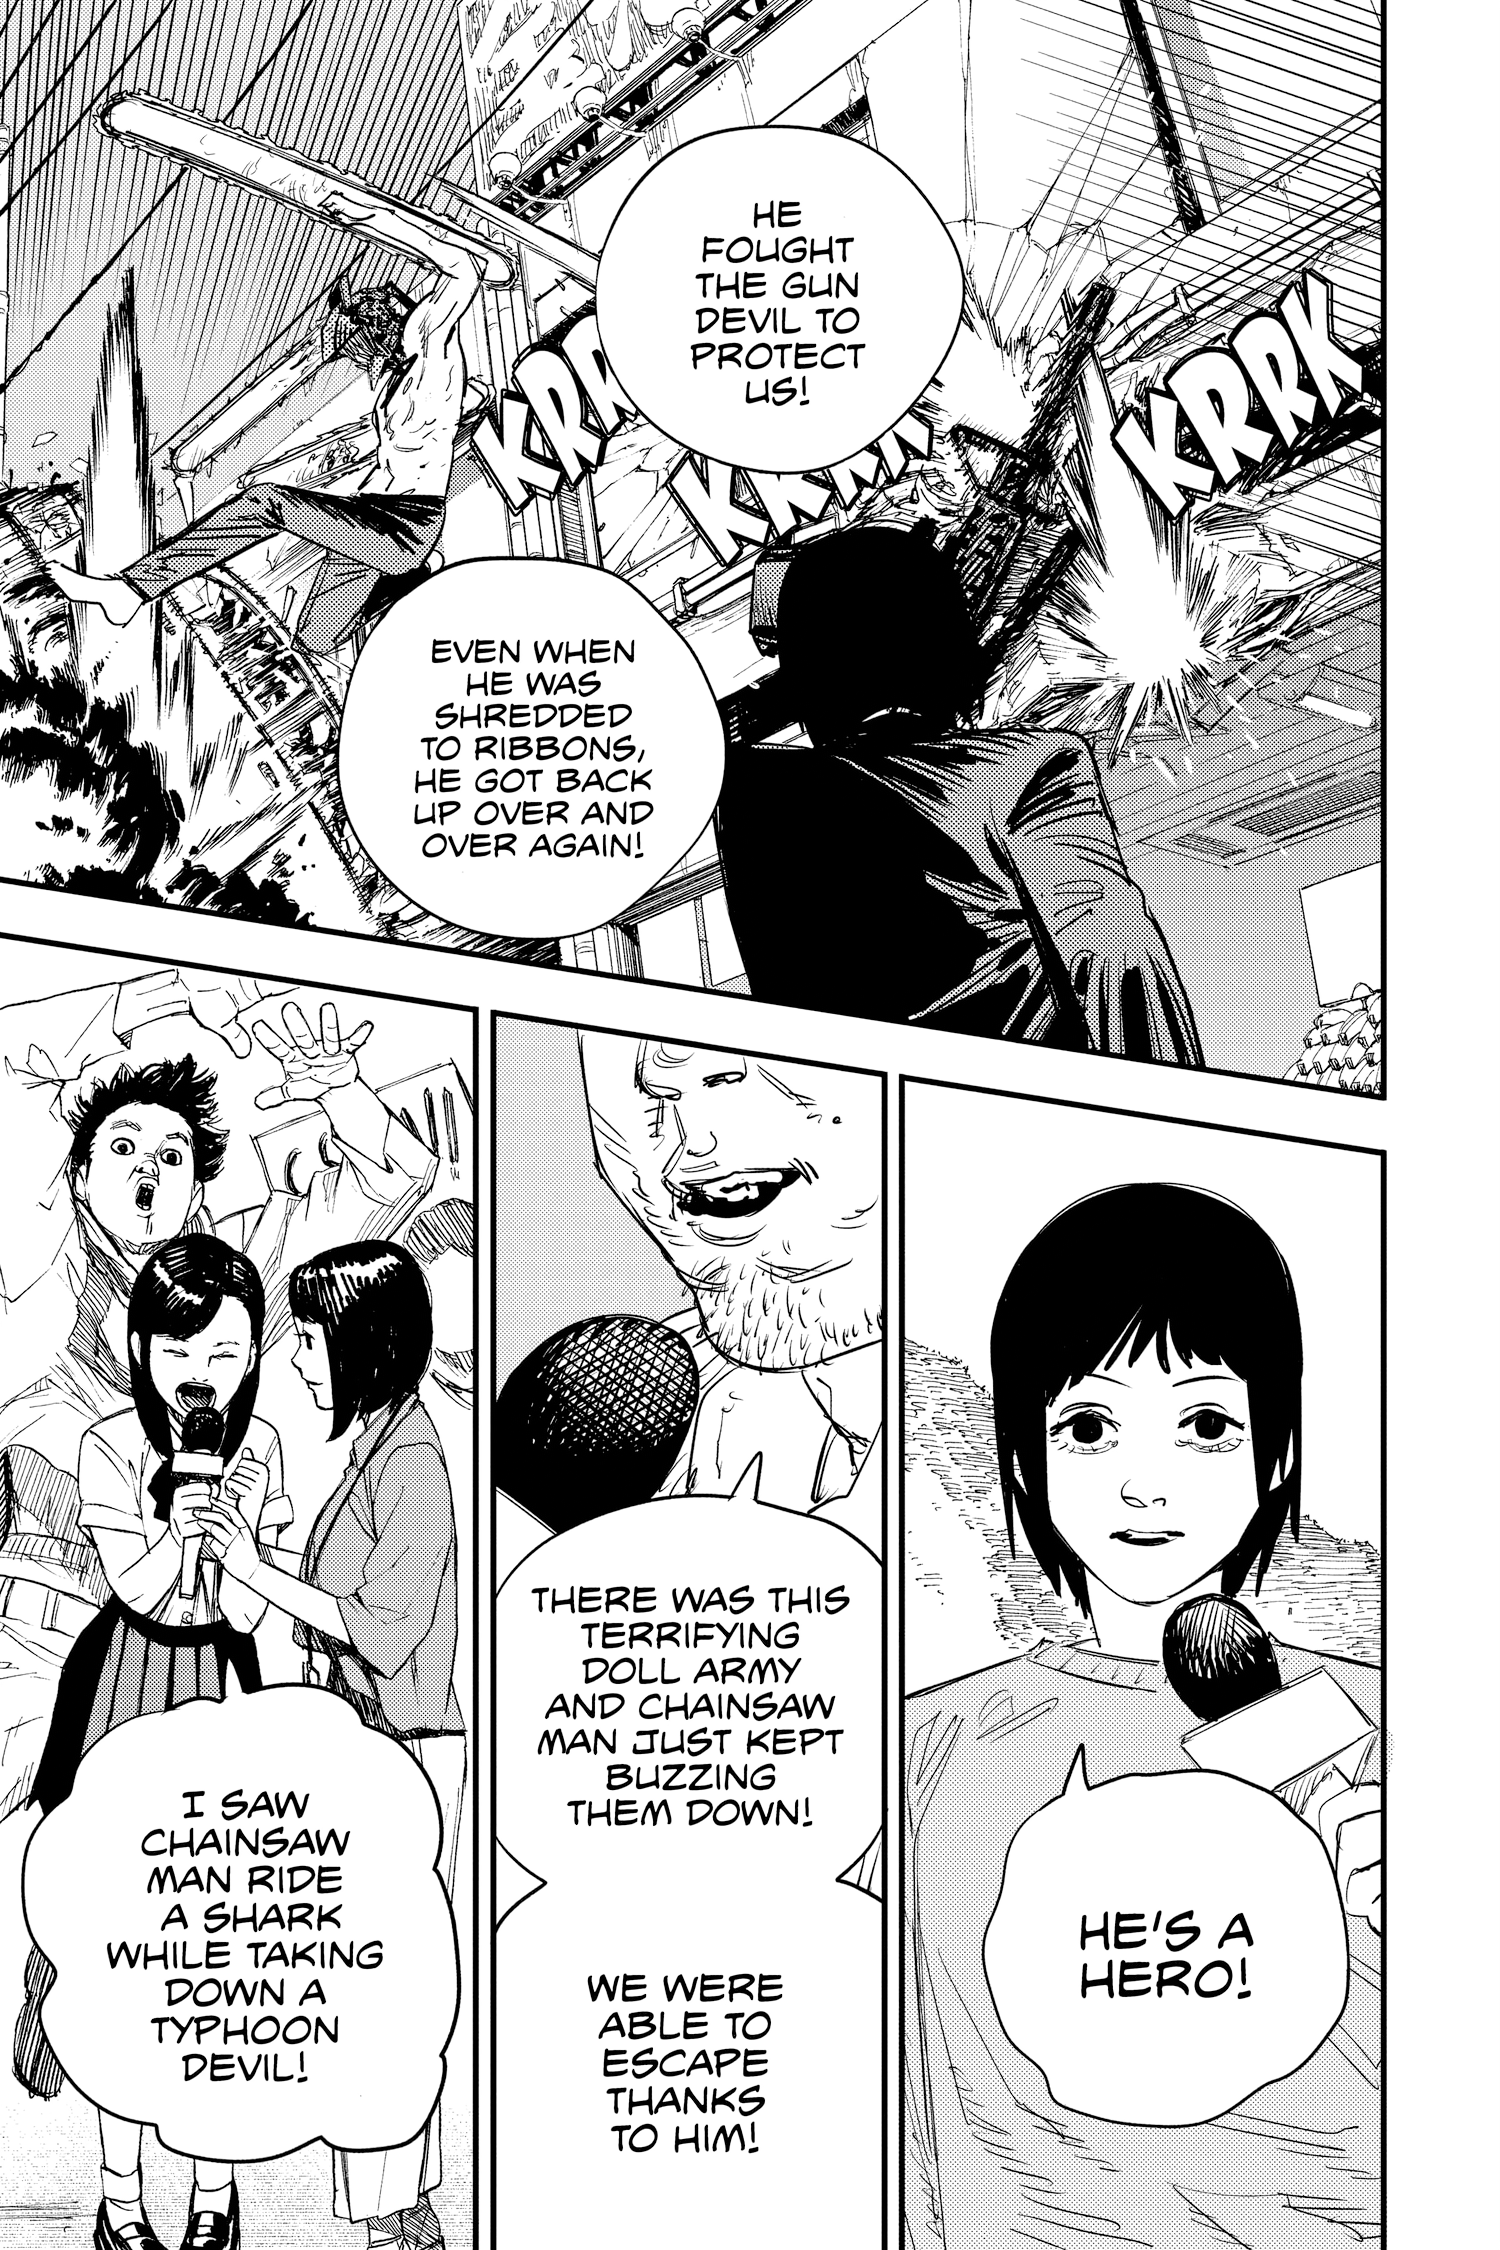 HE
FOUGHT
THE GUN
DEVIL TO
PROTECT
US!
KRRK
KRRK
KRR
EVEN WHEN
HE WAS
SHREDDED
TO RIBBONS,
HE GOT BACK
UP OVER AND
OVER AGAIN!
HE'S A
HERO!
THERE WAS THIS
TERRIFYING
DOLL ARMY
AND CHAINSAW
MAN JUST KEPT
BUZZING
THEM DOWN!
WE WERE
ABLE TO
ESCAPE
THANKS
TO HIM!
I SAW
CHAINSAW
MAN RIDE
A SHARK
WHILE TAKING
DOWN A
TYPHOON
DEVIL!